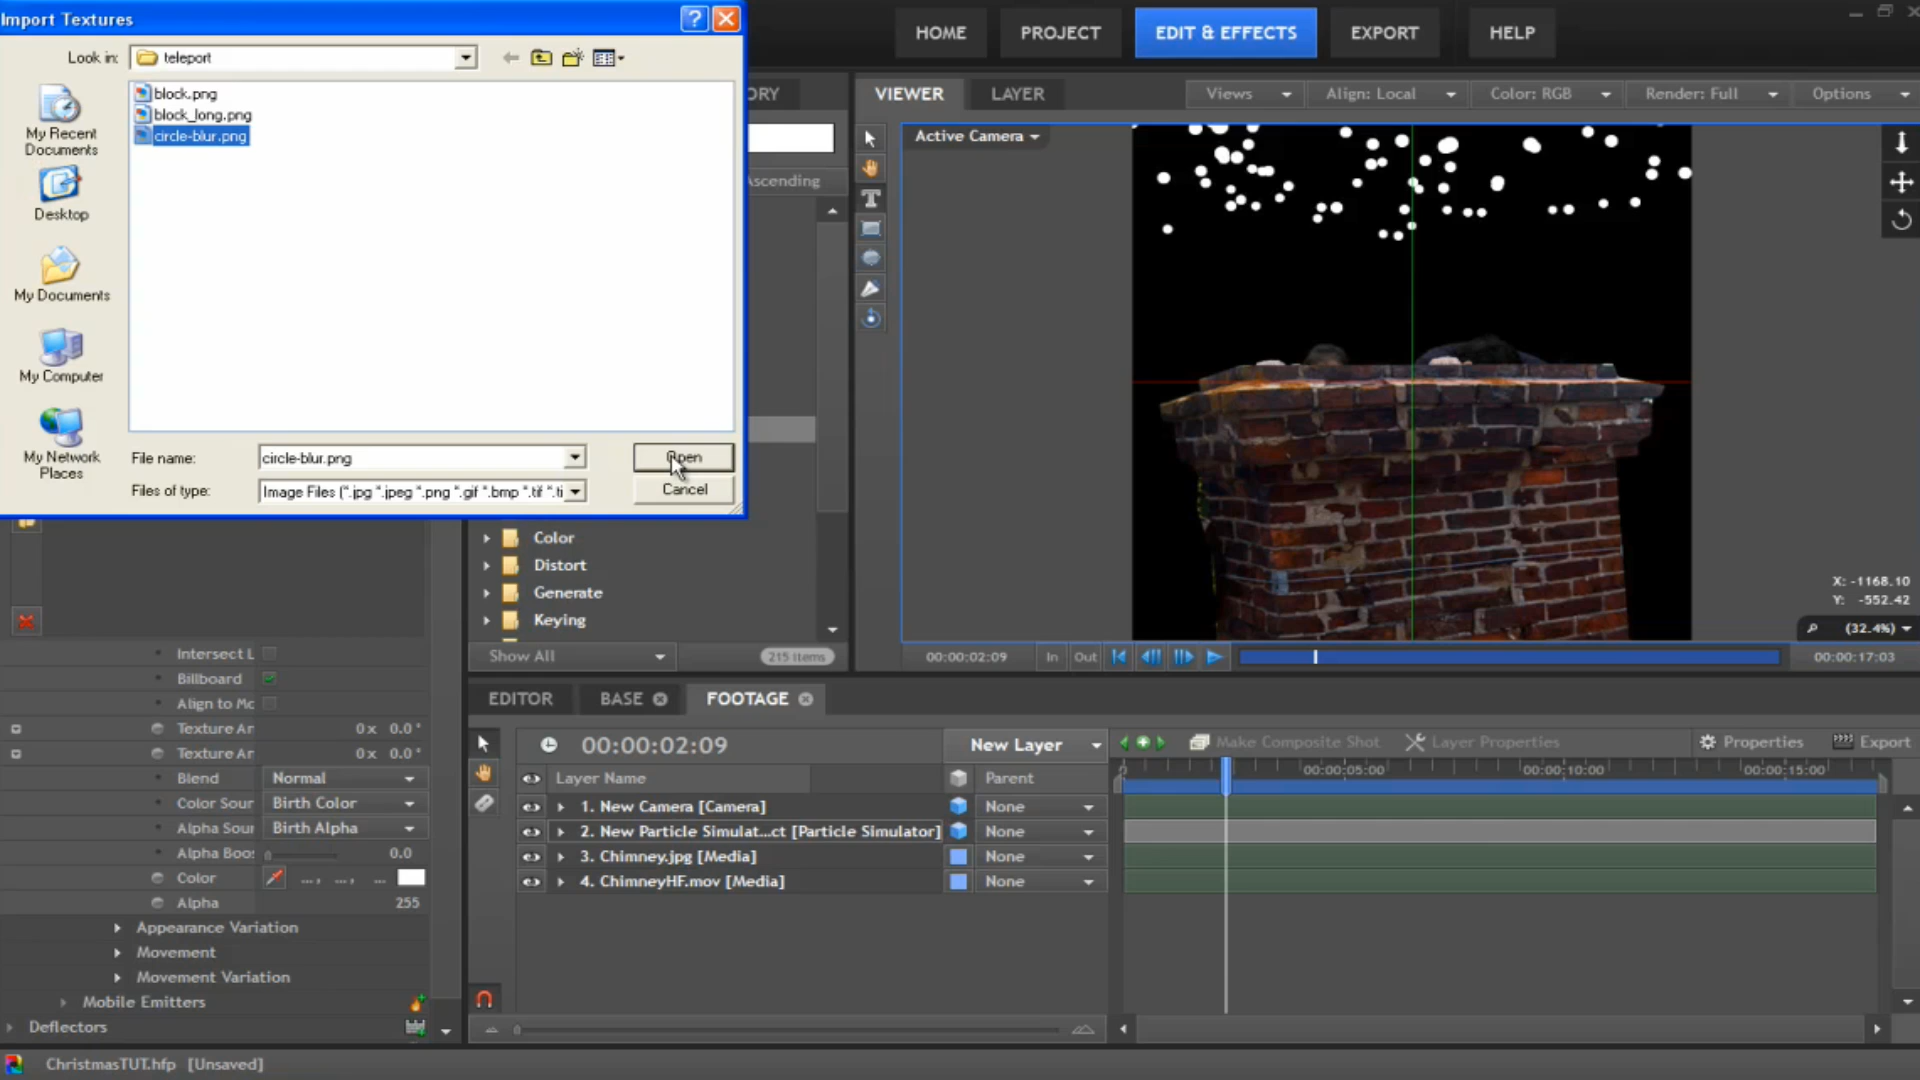 Import Textures
HOME
PROJECT
EDIT & EFFECTS
EXPORT
HELP
Look in:
teleport
block.png
block_long.png
circle-blur.png
My Recent
Documents
Desktop
My Documents
My Computer
My Network
Places
File name:
circle-blur.png
Open
Files of type:
Image Files (*.jpg *.jpeg *.png *.gif *.bmp *.tif *.ti
Cancel
ORY
Ascending
VIEWER
LAYER
Views
Align: Local
Color: RGB
Render: Full
Options
Active Camera
X: -1168.10
Y: -552.42
(32.4%)
Color
Distort
Generate
Keying
Show All
215 Items
00:00:02:09
In
Out
00:00:17:03
Intersect L
Billboard
Align to Mo
Texture Ar
0 x 0.0 °
Texture Ar
0 x 0.0 °
Blend
Normal
Color Sour
Birth Color
Alpha Sour
Birth Alpha
Alpha Boos
0.0
Color
... , ... , ...
Alpha
255
Appearance Variation
Movement
Movement Variation
Mobile Emitters
Deflectors
EDITOR
BASE
FOOTAGE
00:00:02:09
New Layer
Make Composite Shot
Layer Properties
Properties
Export
Layer Name
Parent
00:00:05:00
00:00:10:00
00:00:15:00
1. New Camera [Camera]
None
2. New Particle Simulat...ct [Particle Simulator]
None
3. Chimney.jpg [Media]
None
4. ChimneyHF.mov [Media]
None
ChristmasTUT.hfp [Unsaved]